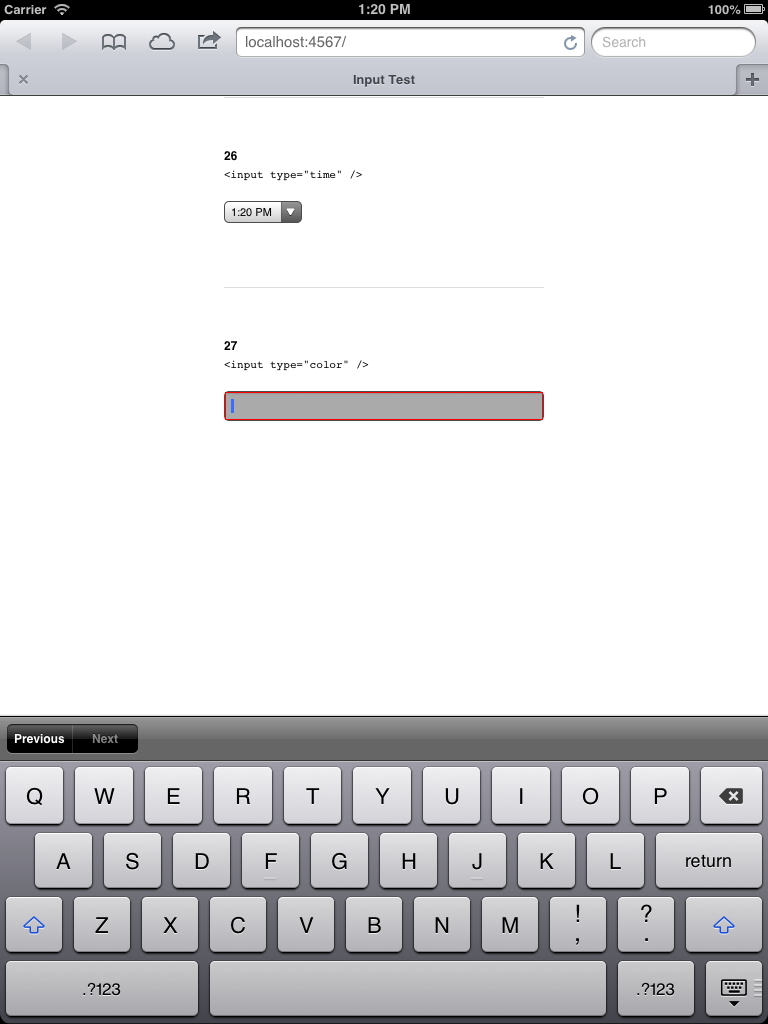 Carrier 1:20 PM 100%
localhost:4567/ Search
Input Test
26
<input type="time" />
1:20 PM
27
<input type="color" />
Previous Next
Q W E R T Y U I O P
A S D F G H J K L return
Z X C V B N M ! , ? .
.?123 .?123